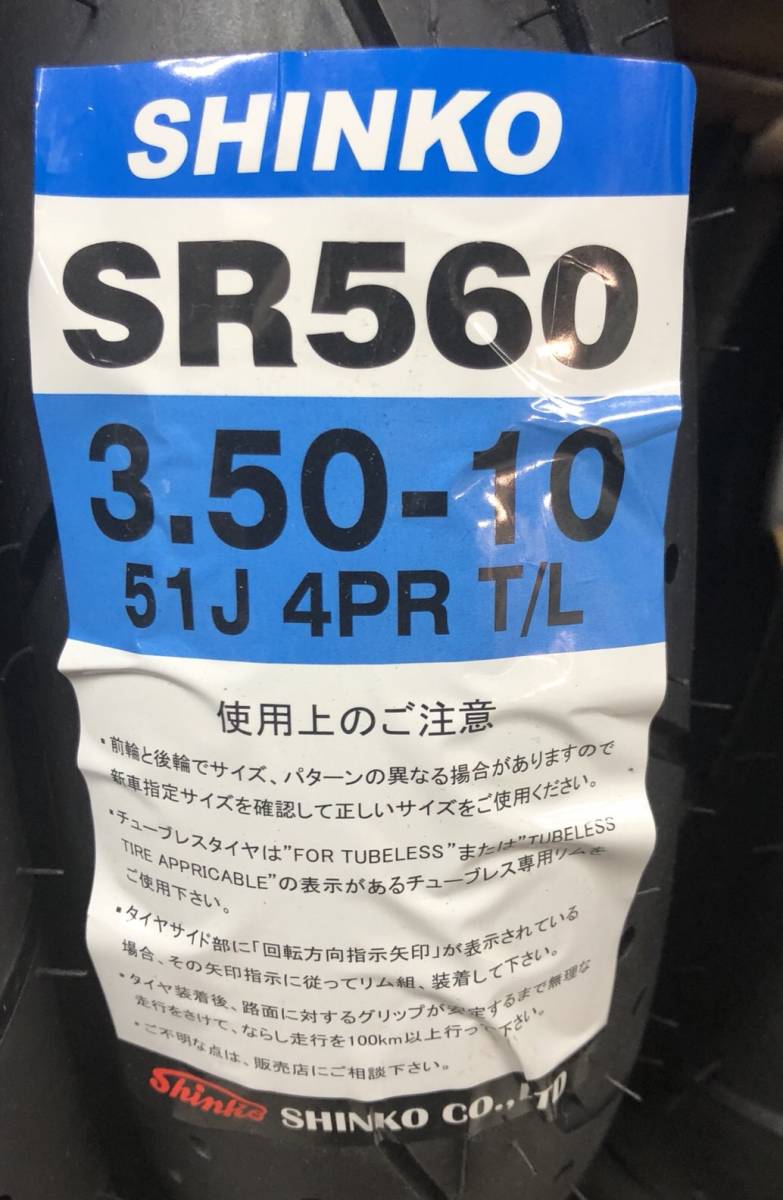 SHINKO
SR560
3.50-10
51J 4PR T/L
使用上のご注意
・前輪と後輪でサイズ、パターンの異なる場合がありますので
新車指定サイズを確認して正しいサイズをご使用ください。
・チューブレスタイヤは"FOR TUBELESS"または"TUBELESS
TIRE APPRICABLE"の表示があるチューブレス専用リムを
ご使用下さい。
・タイヤサイド部に「回転方向指示矢印」が表示されている
場合、その矢印指示に従ってリム組、装着して下さい。
・タイヤ装着後、路面に対するグリップが安定するまで無理な
走行をさけて、ならし走行を100km以上行って下さい。
・ご不明な点は、販売店にご相談下さい。
Shinko SHINKO CO.,LTD